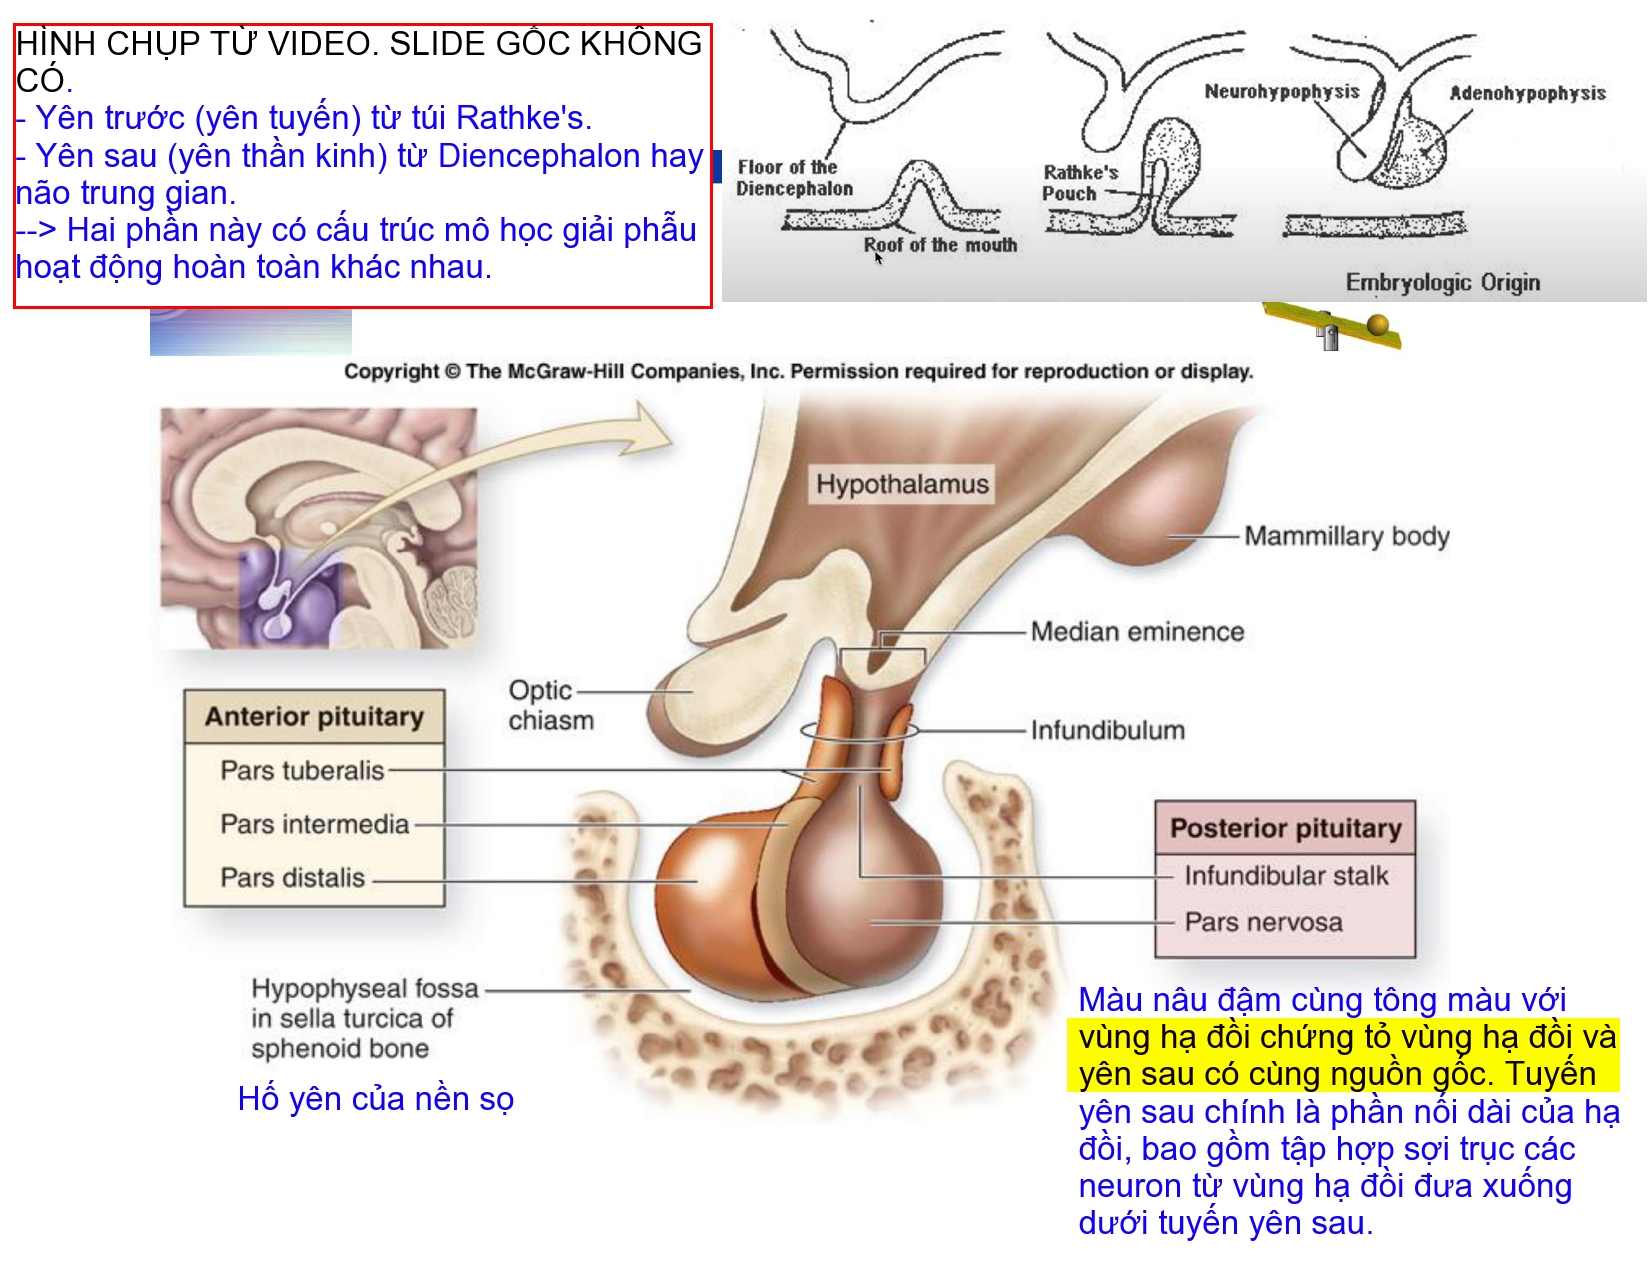 HÌNH CHỤP TỪ VIDEO. SLIDE GỐC KHÔNG
CÓ.
- Yên trước (yên tuyến) từ túi Rathke's.
- Yên sau (yên thần kinh) từ Diencephalon hay
não trung gian.
--> Hai phần này có cấu trúc mô học giải phẫu
hoạt động hoàn toàn khác nhau.
Floor of the
Diencephalon
Roof of the mouth
Rathke's
Pouch
Neurohypophysis
Adenohypophysis
Embryologic Origin
Copyright © The McGraw-Hill Companies, Inc. Permission required for reproduction or display.
Hypothalamus
Mammillary body
Median eminence
Optic
chiasm
Infundibulum
Anterior pituitary
Pars tuberalis
Pars intermedia
Pars distalis
Posterior pituitary
Infundibular stalk
Pars nervosa
Hypophyseal fossa
in sella turcica of
sphenoid bone
Hố yên của nền sọ
Màu nâu đậm cùng tông màu với
vùng hạ đồi chứng tỏ vùng hạ đồi và
yên sau có cùng nguồn gốc. Tuyến
yên sau chính là phần nối dài của hạ
đồi, bao gồm tập hợp sợi trục các
neuron từ vùng hạ đồi đưa xuống
dưới tuyến yên sau.